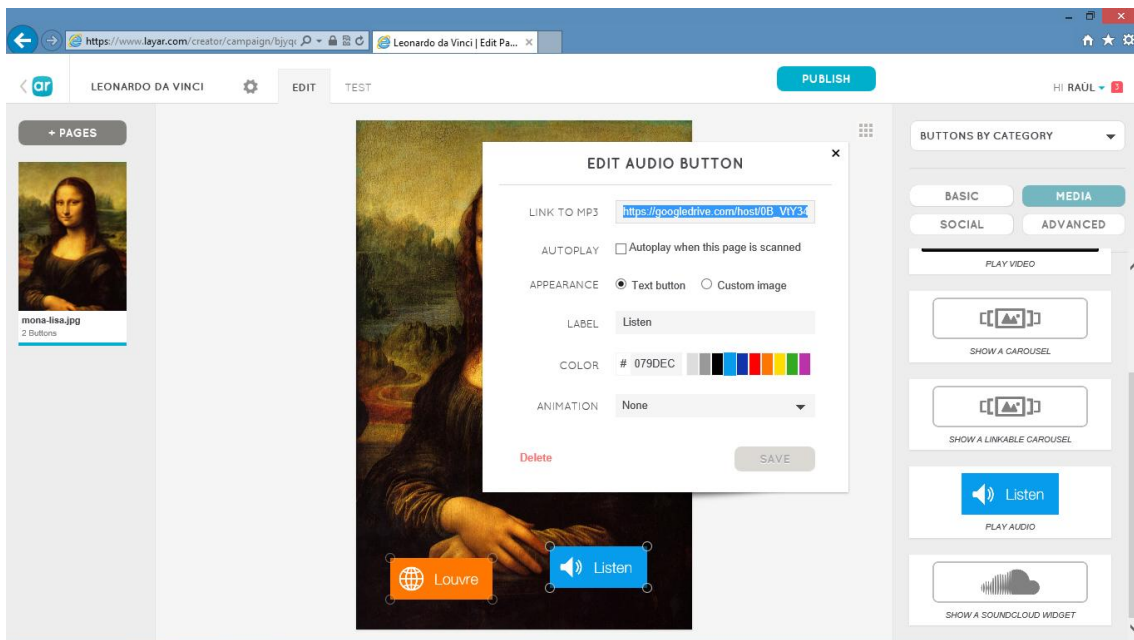 https://www.layar.com/creator/campaign/bjyq
Leonardo da Vinci | Edit Pa...
ar
LEONARDO DA VINCI
EDIT
TEST
PUBLISH
HI RAÚL
3
+ PAGES
mona-lisa.jpg
2 Buttons
EDIT AUDIO BUTTON
LINK TO MP3 https://googledrive.com/host/0B_VtY34
AUTOPLAY Autoplay when this page is scanned
APPEARANCE Text button Custom image
LABEL Listen
COLOR # 079DEC
ANIMATION None
Delete
SAVE
Louvre
Listen
BUTTONS BY CATEGORY
BASIC MEDIA
SOCIAL ADVANCED
PLAY VIDEO
SHOW A CAROUSEL
SHOW A LINKABLE CAROUSEL
Listen
PLAY AUDIO
SHOW A SOUNDCLOUD WIDGET